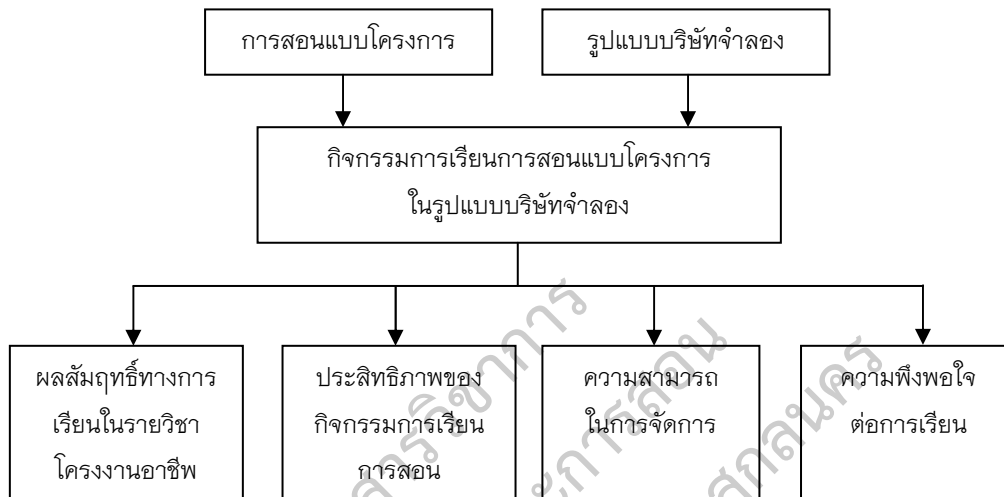 การสอนแบบโครงการ
รูปแบบบริษัทจำลอง
กิจกรรมการเรียนการสอนแบบโครงการ
ในรูปแบบบริษัทจำลอง
ผลสัมฤทธิ์ทางการ
เรียนในรายวิชา
โครงงานอาชีพ
ประสิทธิภาพของ
กิจกรรมการเรียน
การสอน
ความสามารถ
ในการจัดการ
ความพึงพอใจ
ต่อการเรียน